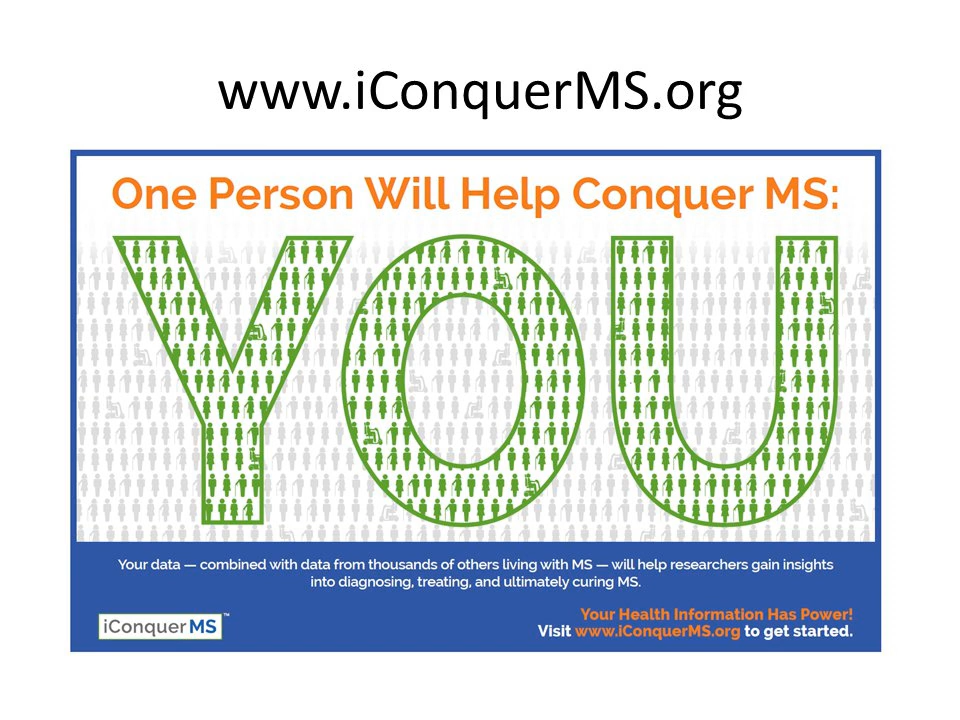 www.iConquerMS.org
One Person Will Help Conquer MS:
YOU
Your data — combined with data from thousands of others living with MS — will help researchers gain insights
into diagnosing, treating, and ultimately curing MS.
iConquerMS™
Your Health Information Has Power!
Visit www.iConquerMS.org to get started.